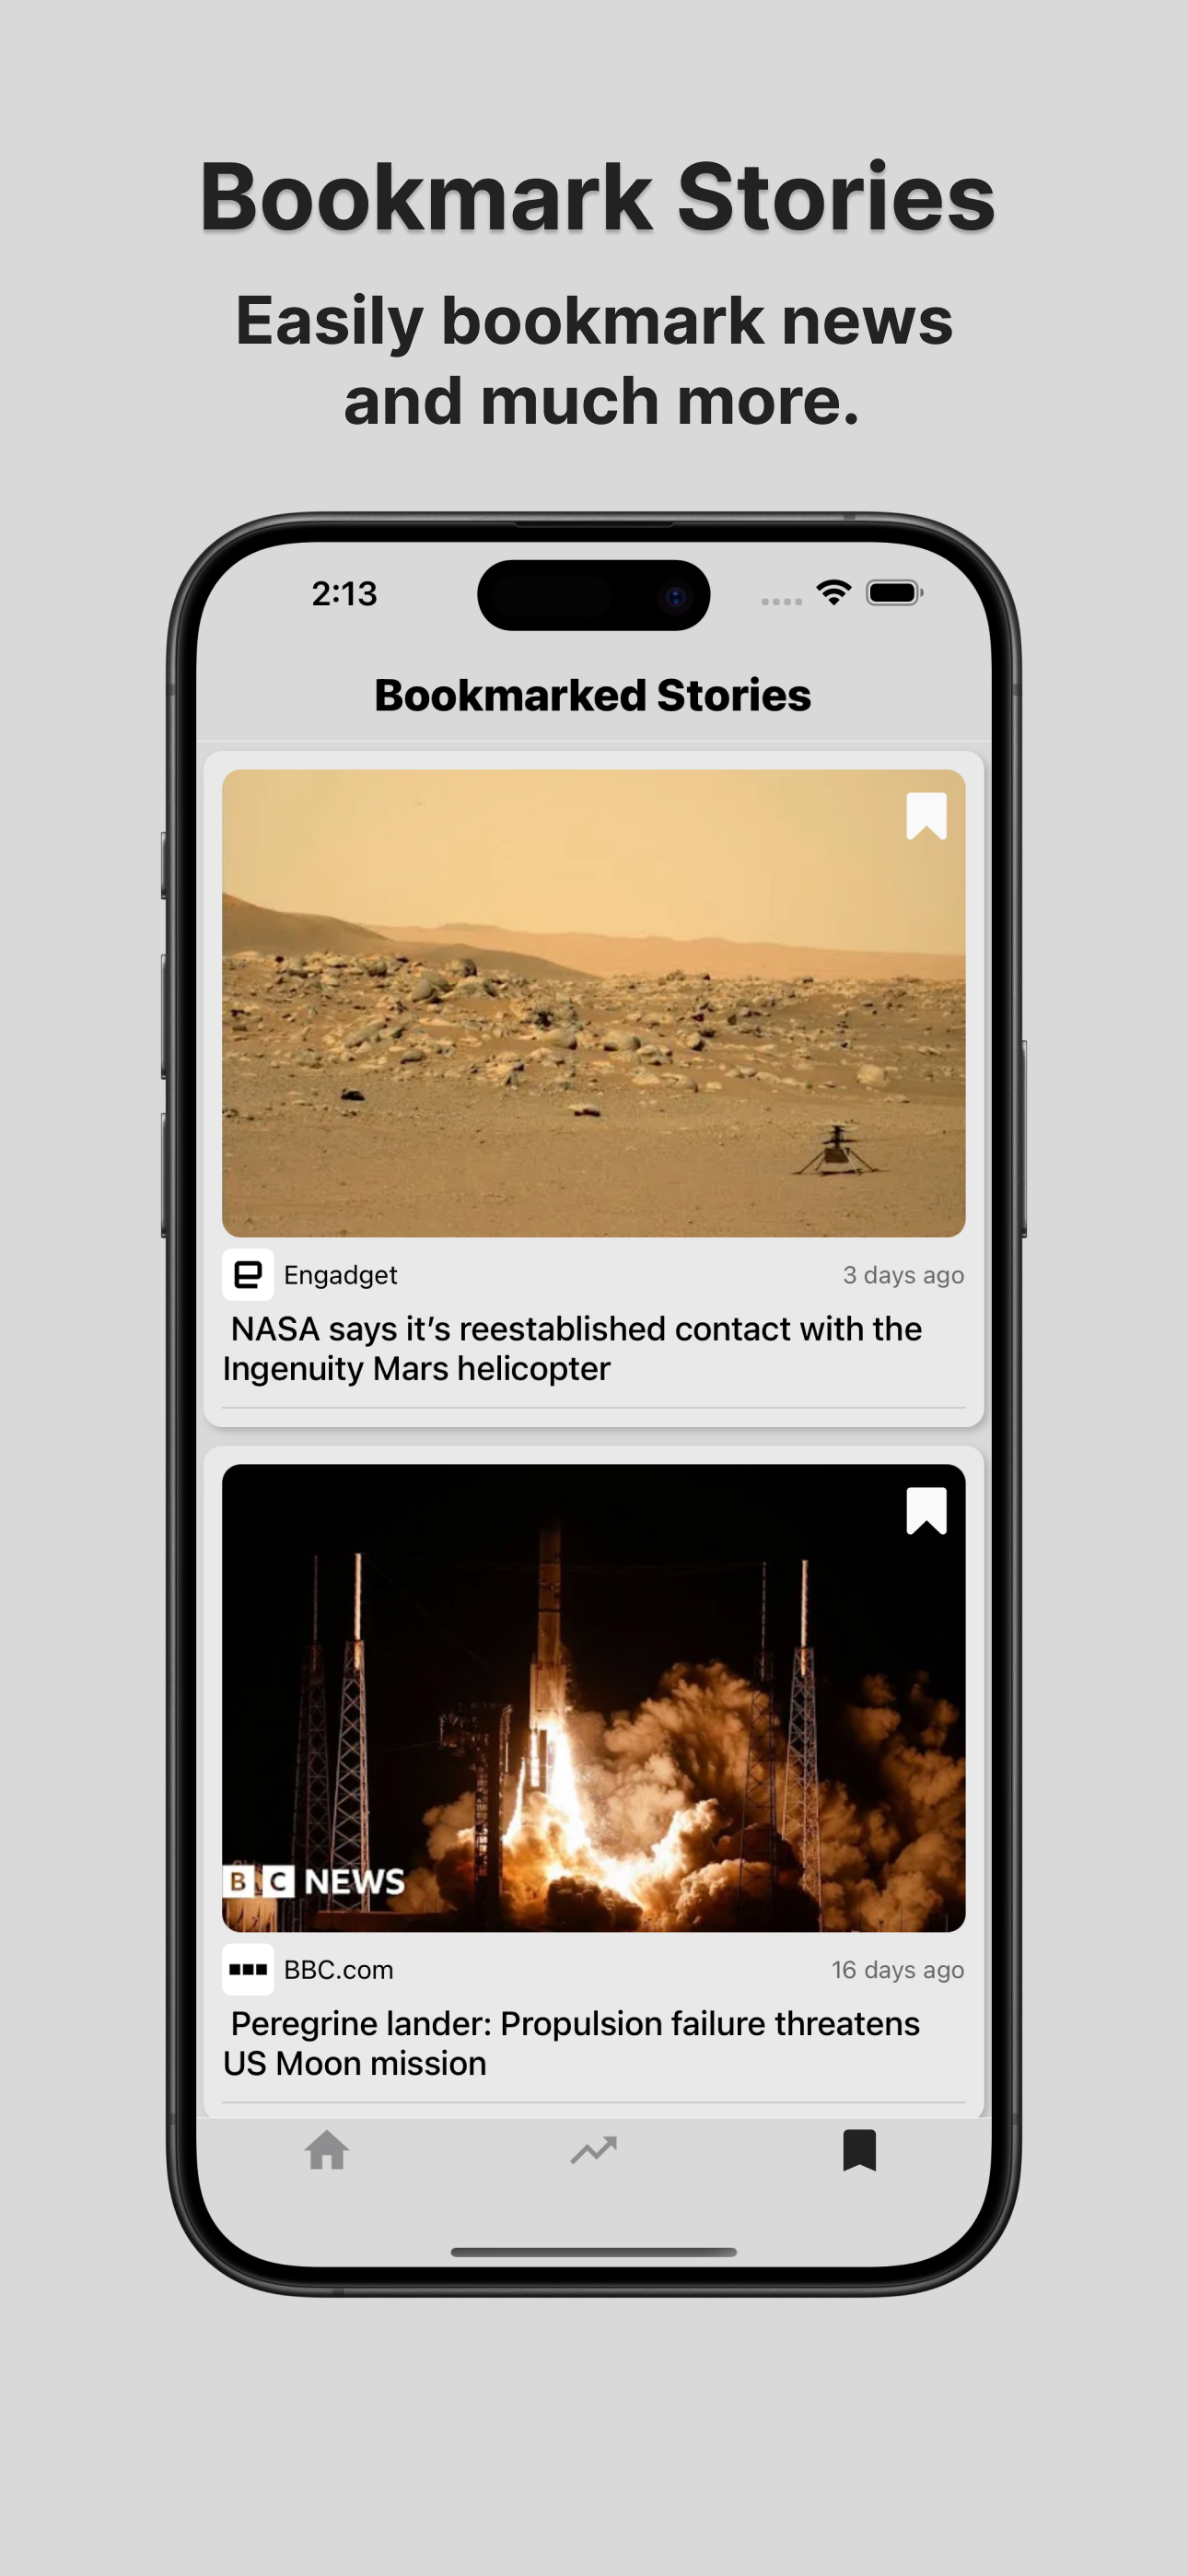 Bookmark Stories
Easily bookmark news
and much more.
2:13
Bookmarked Stories
Engadget
3 days ago
NASA says it’s reestablished contact with the
Ingenuity Mars helicopter
BBC NEWS
BBC.com
16 days ago
Peregrine lander: Propulsion failure threatens
US Moon mission